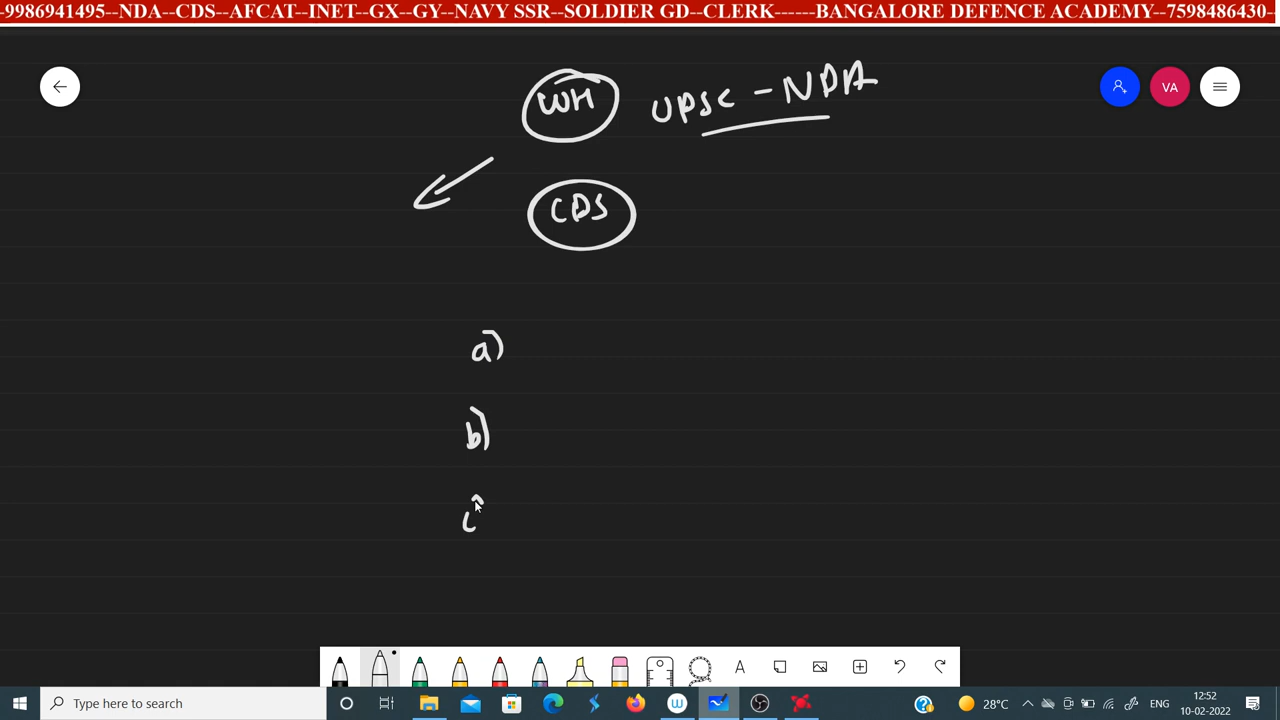 -9986941495--NDA--CDS--AFCAT--INET--GX--GY--NAVY SSR--SOLDIER GD--CLERK------BANGALORE DEFENCE ACADEMY--7598486430--
WH UPSC - NDA
VA
CDS
a)
b)
c
A
Type here to search
28°C
ENG
12:52
10-02-2022